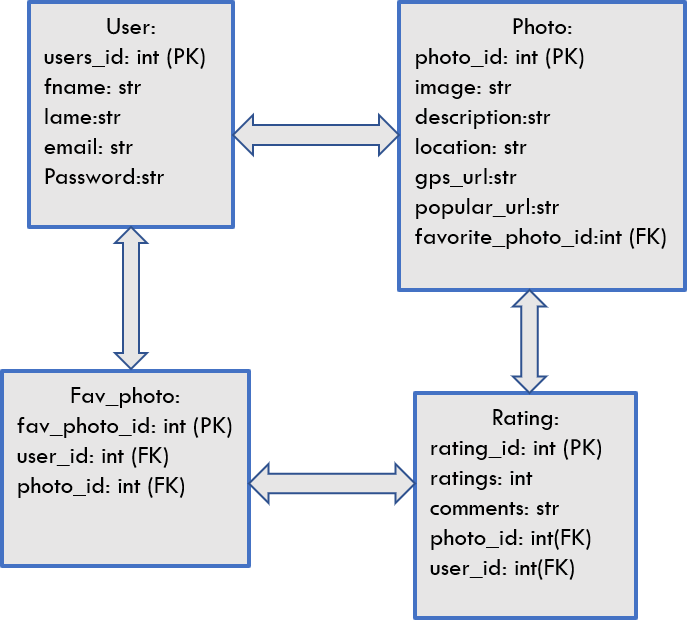 User:
users_id: int (PK)
fname: str
lame:str
email: str
Password:str
Photo:
photo_id: int (PK)
image: str
description:str
location: str
gps_url:str
popular_url:str
favorite_photo_id:int (FK)
Fav_photo:
fav_photo_id: int (PK)
user_id: int (FK)
photo_id: int (FK)
Rating:
rating_id: int (PK)
ratings: int
comments: str
photo_id: int(FK)
user_id: int(FK)